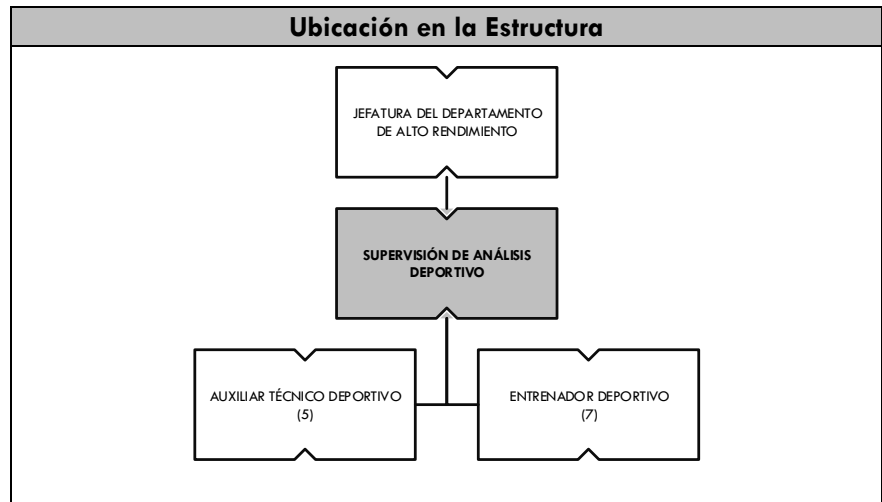 Ubicación en la Estructura
JEFATURA DEL DEPARTAMENTO
DE ALTO RENDIMIENTO
SUPERVISIÓN DE ANÁLISIS
DEPORTIVO
AUXILIAR TÉCNICO DEPORTIVO
(5)
ENTRENADOR DEPORTIVO
(7)